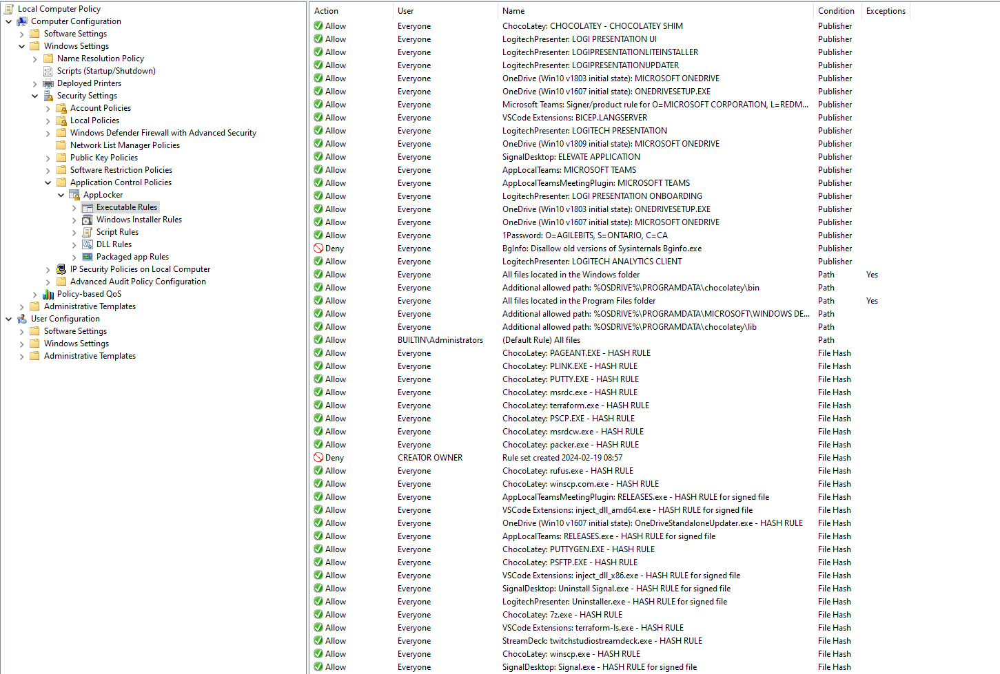 Local Computer Policy
Computer Configuration
Software Settings
Windows Settings
Name Resolution Policy
Scripts (Startup/Shutdown)
Deployed Printers
Security Settings
Account Policies
Local Policies
Windows Defender Firewall with Advanced Security
Network List Manager Policies
Public Key Policies
Software Restriction Policies
Application Control Policies
AppLocker
Executable Rules
Windows Installer Rules
Script Rules
DLL Rules
Packaged app Rules
IP Security Policies on Local Computer
Advanced Audit Policy Configuration
Policy-based QoS
Administrative Templates
User Configuration
Software Settings
Windows Settings
Administrative Templates
Action User Name Condition Exceptions
Allow Everyone ChocoLatey: CHOCOLATEY - CHOCOLATEY SHIM Publisher
Allow Everyone LogitechPresenter: LOGI PRESENTATION UI Publisher
Allow Everyone LogitechPresenter: LOGIPRESENTATIONLITEINSTALLER Publisher
Allow Everyone LogitechPresenter: LOGIPRESENTATIONUPDATER Publisher
Allow Everyone OneDrive (Win10 v1803 initial state): MICROSOFT ONEDRIVE Publisher
Allow Everyone OneDrive (Win10 v1607 initial state): ONEDRIVESETUP.EXE Publisher
Allow Everyone Microsoft Teams: Signer/product rule for O=MICROSOFT CORPORATION, L=REDM... Publisher
Allow Everyone VSCode Extensions: BICEP.LANGSERVER Publisher
Allow Everyone LogitechPresenter: LOGITECH PRESENTATION Publisher
Allow Everyone OneDrive (Win10 v1809 initial state): MICROSOFT ONEDRIVE Publisher
Allow Everyone SignalDesktop: ELEVATE APPLICATION Publisher
Allow Everyone AppLocalTeams: MICROSOFT TEAMS Publisher
Allow Everyone AppLocalTeamsMeetingPlugin: MICROSOFT TEAMS Publisher
Allow Everyone LogitechPresenter: LOGI PRESENTATION ONBOARDING Publisher
Allow Everyone OneDrive (Win10 v1803 initial state): ONEDRIVESETUP.EXE Publisher
Allow Everyone OneDrive (Win10 v1607 initial state): MICROSOFT ONEDRIVE Publisher
Allow Everyone 1Password: O=AGILEBITS, S=ONTARIO, C=CA Publisher
Deny Everyone BgInfo: Disallow old versions of Sysinternals Bginfo.exe Publisher
Allow Everyone LogitechPresenter: LOGITECH ANALYTICS CLIENT Publisher
Allow Everyone All files located in the Windows folder Path Yes
Allow Everyone Additional allowed path: %OSDRIVE%\PROGRAMDATA\chocolatey\bin Path
Allow Everyone All files located in the Program Files folder Path Yes
Allow Everyone Additional allowed path: %OSDRIVE%\PROGRAMDATA\MICROSOFT\WINDOWS DE... Path
Allow Everyone Additional allowed path: %OSDRIVE%\PROGRAMDATA\chocolatey\lib Path
Allow BUILTIN\Administrators (Default Rule) All files Path
Allow Everyone ChocoLatey: PAGEANT.EXE - HASH RULE File Hash
Allow Everyone ChocoLatey: PLINK.EXE - HASH RULE File Hash
Allow Everyone ChocoLatey: PUTTY.EXE - HASH RULE File Hash
Allow Everyone ChocoLatey: msrdc.exe - HASH RULE File Hash
Allow Everyone ChocoLatey: terraform.exe - HASH RULE File Hash
Allow Everyone ChocoLatey: PSCP.EXE - HASH RULE File Hash
Allow Everyone ChocoLatey: msrdcw.exe - HASH RULE File Hash
Allow Everyone ChocoLatey: packer.exe - HASH RULE File Hash
Deny CREATOR OWNER Rule set created 2024-02-19 08:57 File Hash
Allow Everyone ChocoLatey: rufus.exe - HASH RULE File Hash
Allow Everyone ChocoLatey: winscp.com.exe - HASH RULE File Hash
Allow Everyone AppLocalTeamsMeetingPlugin: RELEASES.exe - HASH RULE for signed file File Hash
Allow Everyone VSCode Extensions: inject_dll_amd64.exe - HASH RULE for signed file File Hash
Allow Everyone OneDrive (Win10 v1607 initial state): OneDriveStandaloneUpdater.exe - HASH RULE File Hash
Allow Everyone AppLocalTeams: RELEASES.exe - HASH RULE for signed file File Hash
Allow Everyone ChocoLatey: PUTTYGEN.EXE - HASH RULE File Hash
Allow Everyone ChocoLatey: PSFTP.EXE - HASH RULE File Hash
Allow Everyone VSCode Extensions: inject_dll_x86.exe - HASH RULE for signed file File Hash
Allow Everyone SignalDesktop: Uninstall Signal.exe - HASH RULE for signed file File Hash
Allow Everyone LogitechPresenter: Uninstaller.exe - HASH RULE for signed file File Hash
Allow Everyone ChocoLatey: 7z.exe - HASH RULE File Hash
Allow Everyone VSCode Extensions: terraform-ls.exe - HASH RULE File Hash
Allow Everyone StreamDeck: twitchstudiostreamdeck.exe - HASH RULE File Hash
Allow Everyone ChocoLatey: winscp.exe - HASH RULE File Hash
Allow Everyone SignalDesktop: Signal.exe - HASH RULE for signed file File Hash